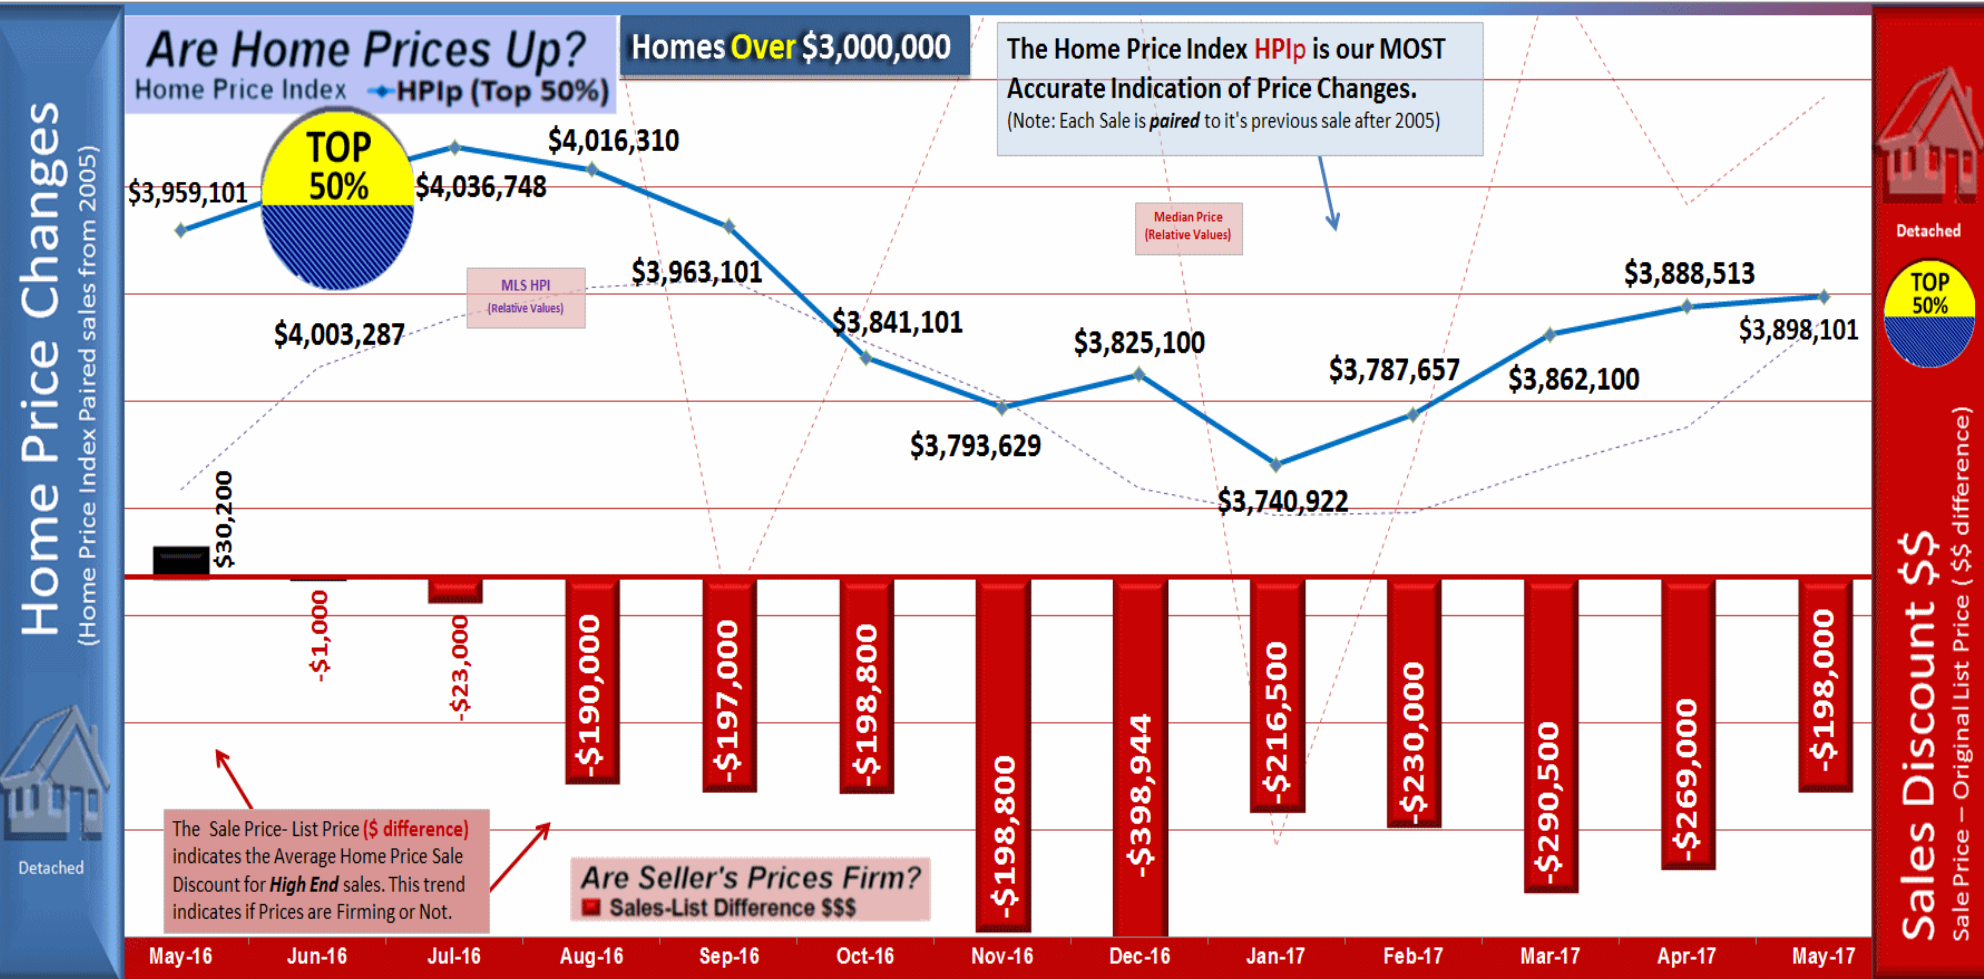 Home Price Changes
(Home Price Index Paired sales from 2005)
Detached
Are Home Prices Up?
Home Price Index HPIp (Top 50%)
Homes Over $3,000,000
The Home Price Index HPIp is our MOST
Accurate Indication of Price Changes.
(Note: Each Sale is paired to it's previous sale after 2005)
TOP
50%
$3,959,101
$4,003,287
$4,036,748
$4,016,310
$3,963,101
$3,841,101
$3,793,629
$3,825,100
$3,740,922
$3,787,657
$3,862,100
$3,888,513
$3,898,101
MLS HPI
(Relative Values)
Median Price
(Relative Values)
$30,200
-$1,000
-$23,000
-$190,000
-$197,000
-$198,800
-$198,800
-$398,944
-$216,500
-$230,000
-$290,500
-$269,000
-$198,000
The Sale Price- List Price ($ difference)
indicates the Average Home Price Sale
Discount for High End sales. This trend
indicates if Prices are Firming or Not.
Are Seller's Prices Firm?
Sales-List Difference $$$
May-16 Jun-16 Jul-16 Aug-16 Sep-16 Oct-16 Nov-16 Dec-16 Jan-17 Feb-17 Mar-17 Apr-17 May-17
Detached
TOP
50%
Sales Discount $$
Sale Price – Original List Price ( $$ difference)